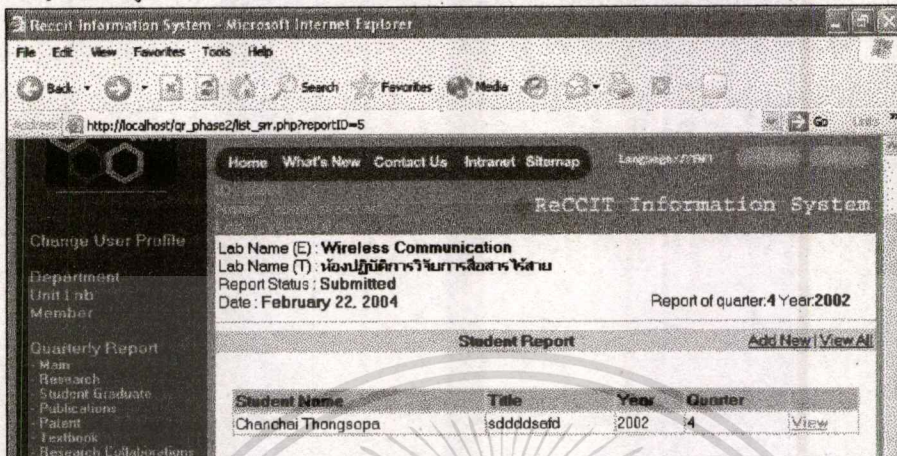 Reccit Information System - Microsoft Internet Explorer
File Edit View Favorites Tools Help
Back Search Favorites Media
http://localhost/qr_phase2/list_srr.php?reportID=5 Go
Home What's New Contact Us Intranet Sitemap
ReCCIT Information System
Change User Profile
Department
Unit Lab
Member
Quarterly Report
- Main
- Research
- Student Graduate
- Publications
- Patent
- Textbook
- Research Collaborations
Lab Name (E) : Wireless Communication
Lab Name (T) : ห้องปฏิบัติการวิจัยการสื่อสารไร้สาย
Report Status : Submitted
Date : February 22, 2004 Report of quarter:4 Year:2002
Student Report Add New | View All
Student Name Title Year Quarter
Chanchai Thongsopa sddddsafd 2002 4 View